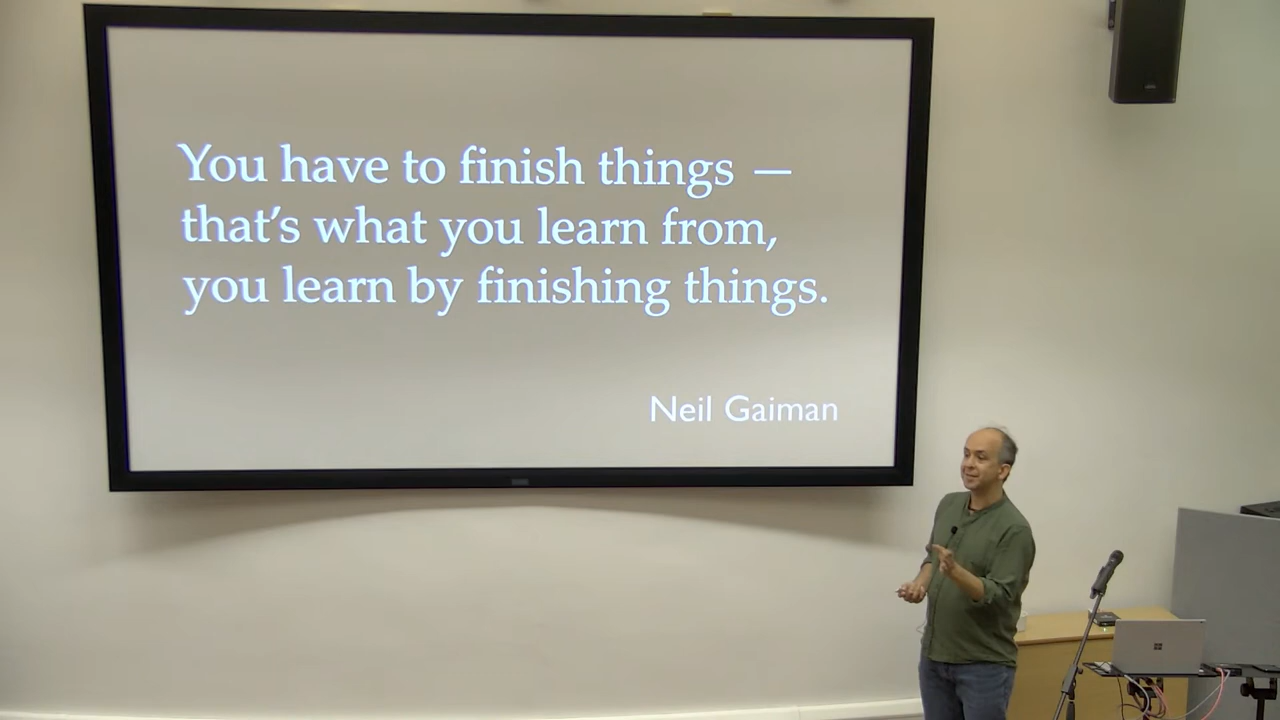 You have to finish things —
that’s what you learn from,
you learn by finishing things.
Neil Gaiman